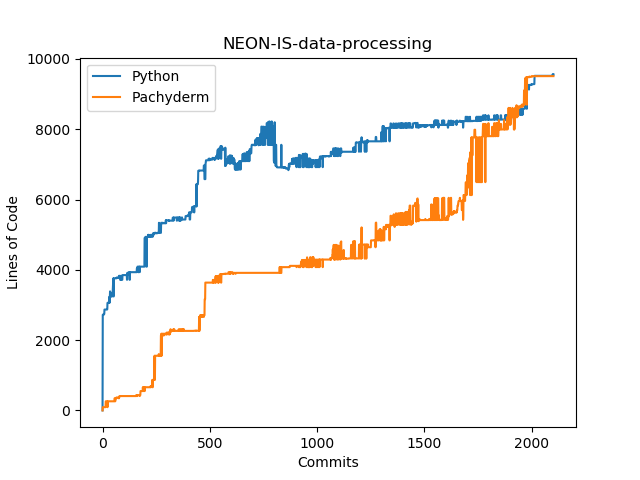 NEON-IS-data-processing
Python
Pachyderm
Lines of Code
10000
8000
6000
4000
2000
0
0 500 1000 1500 2000
Commits